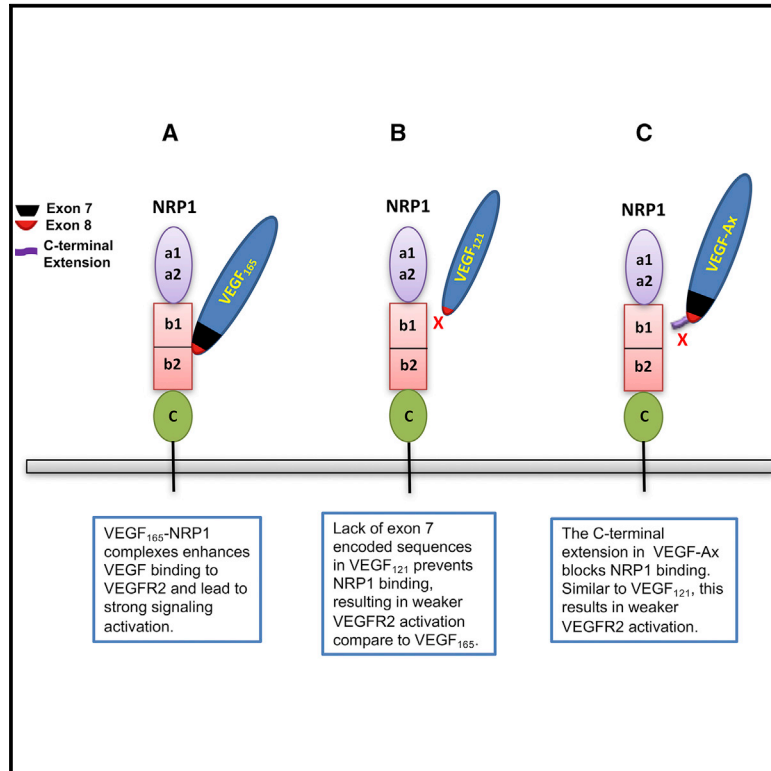 A
B
C
Exon 7
Exon 8
C-terminal
Extension
NRP1
a1
a2
b1
b2
C
VEGF₁₆₅
NRP1
a1
a2
b1
b2
C
VEGF₁₂₁
X
NRP1
a1
a2
b1
b2
C
VEGF-Ax
X
VEGF₁₆₅-NRP1
complexes enhances
VEGF binding to
VEGFR2 and lead to
strong signaling
activation.
Lack of exon 7
encoded sequences
in VEGF₁₂₁ prevents
NRP1 binding,
resulting in weaker
VEGFR2 activation
compare to VEGF₁₆₅.
The C-terminal
extension in VEGF-Ax
blocks NRP1 binding.
Similar to VEGF₁₂₁, this
results in weaker
VEGFR2 activation.